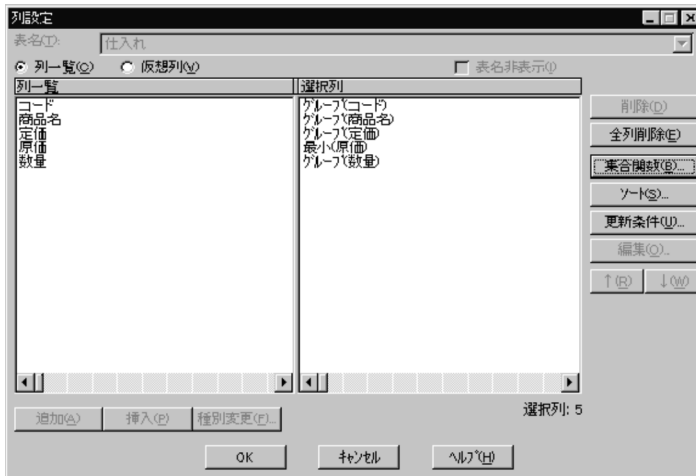 列設定
表名(T): 仕入れ
列一覧(C) 仮想列(V) 表名非表示(I)
列一覧 選択列
コード
商品名
定価
原価
数量
ｸﾞﾙｰﾌﾟ(コード)
ｸﾞﾙｰﾌﾟ(商品名)
ｸﾞﾙｰﾌﾟ(定価)
最小(原価)
ｸﾞﾙｰﾌﾟ(数量)
削除(D)
全列削除(E)
集合関数(B)...
ｿｰﾄ(S)...
更新条件(U)...
編集(O)...
↑(R) ↓(W)
選択列: 5
追加(A) 挿入(P) 種別変更(F)...
OK ｷｬﾝｾﾙ ﾍﾙﾌﾟ(H)